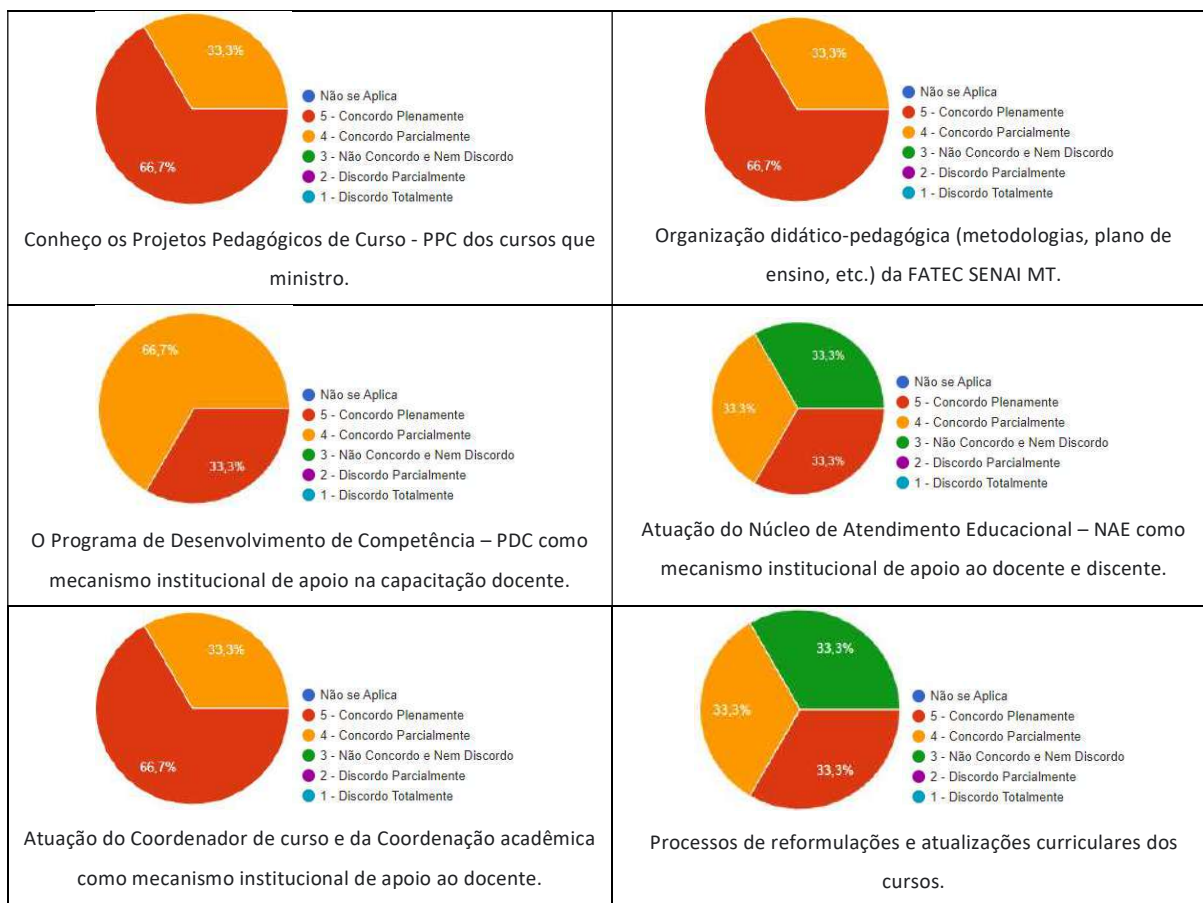 33,3%
66,7%
Não se Aplica
5 - Concordo Plenamente
4 - Concordo Parcialmente
3 - Não Concordo e Nem Discordo
2 - Discordo Parcialmente
1 - Discordo Totalmente
Conheço os Projetos Pedagógicos de Curso - PPC dos cursos que
ministro.
33,3%
66,7%
Não se Aplica
5 - Concordo Plenamente
4 - Concordo Parcialmente
3 - Não Concordo e Nem Discordo
2 - Discordo Parcialmente
1 - Discordo Totalmente
Organização didático-pedagógica (metodologias, plano de
ensino, etc.) da FATEC SENAI MT.
66,7%
33,3%
Não se Aplica
5 - Concordo Plenamente
4 - Concordo Parcialmente
3 - Não Concordo e Nem Discordo
2 - Discordo Parcialmente
1 - Discordo Totalmente
O Programa de Desenvolvimento de Competência – PDC como
mecanismo institucional de apoio na capacitação docente.
33,3%
33,3%
33,3%
Não se Aplica
5 - Concordo Plenamente
4 - Concordo Parcialmente
3 - Não Concordo e Nem Discordo
2 - Discordo Parcialmente
1 - Discordo Totalmente
Atuação do Núcleo de Atendimento Educacional – NAE como
mecanismo institucional de apoio ao docente e discente.
33,3%
66,7%
Não se Aplica
5 - Concordo Plenamente
4 - Concordo Parcialmente
3 - Não Concordo e Nem Discordo
2 - Discordo Parcialmente
1 - Discordo Totalmente
Atuação do Coordenador de curso e da Coordenação acadêmica
como mecanismo institucional de apoio ao docente.
33,3%
33,3%
33,3%
Não se Aplica
5 - Concordo Plenamente
4 - Concordo Parcialmente
3 - Não Concordo e Nem Discordo
2 - Discordo Parcialmente
1 - Discordo Totalmente
Processos de reformulações e atualizações curriculares dos
cursos.